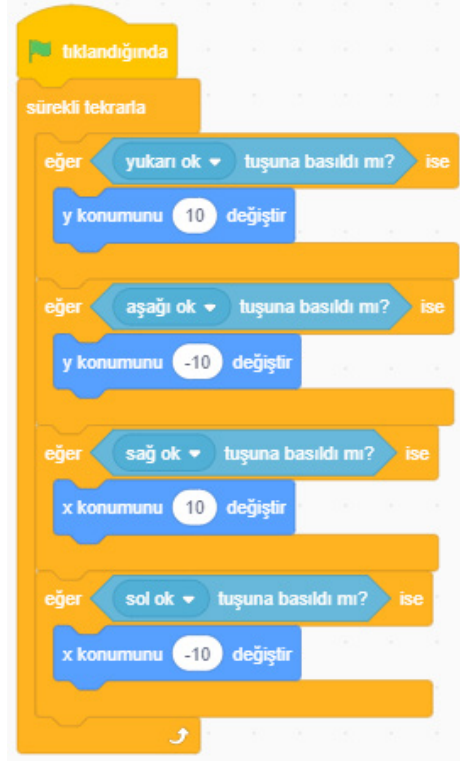 tıklandığında
sürekli tekrarla
eğer yukarı ok tuşuna basıldı mı? ise
y konumunu 10 değiştir
eğer aşağı ok tuşuna basıldı mı? ise
y konumunu -10 değiştir
eğer sağ ok tuşuna basıldı mı? ise
x konumunu 10 değiştir
eğer sol ok tuşuna basıldı mı? ise
x konumunu -10 değiştir